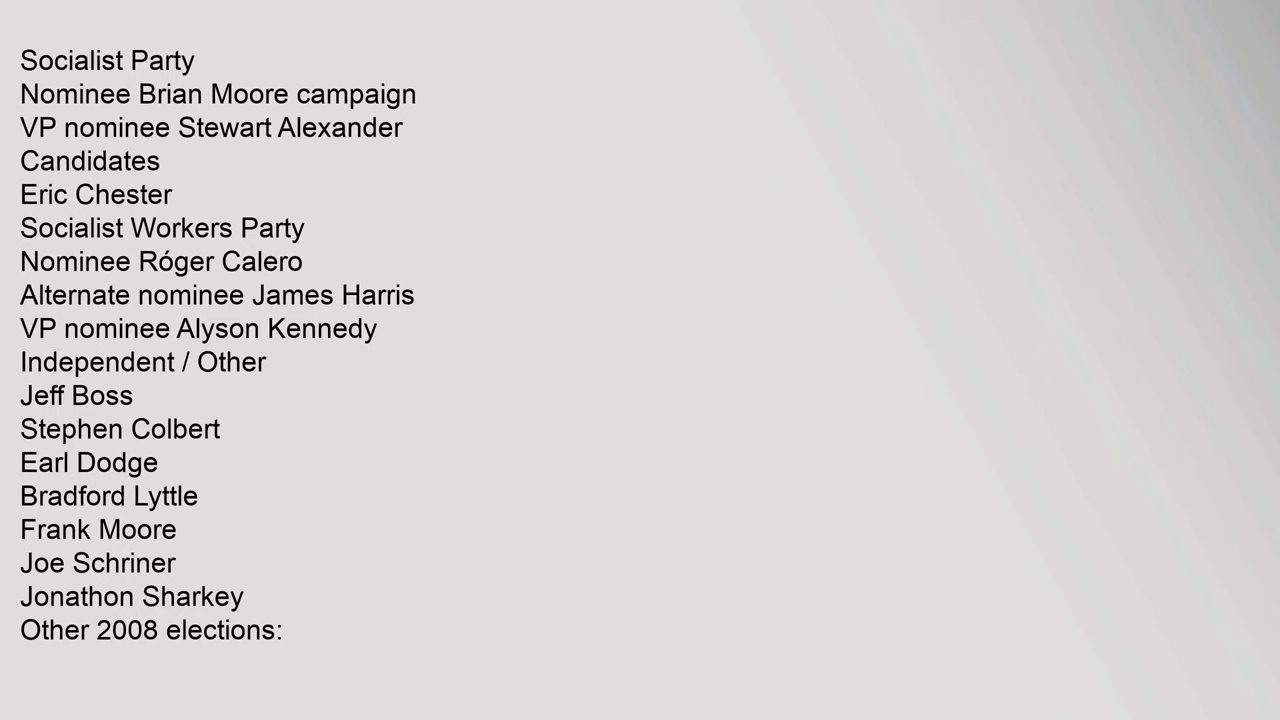 Socialist Party
Nominee Brian Moore campaign
VP nominee Stewart Alexander
Candidates
Eric Chester
Socialist Workers Party
Nominee Róger Calero
Alternate nominee James Harris
VP nominee Alyson Kennedy
Independent / Other
Jeff Boss
Stephen Colbert
Earl Dodge
Bradford Lyttle
Frank Moore
Joe Schriner
Jonathon Sharkey
Other 2008 elections: